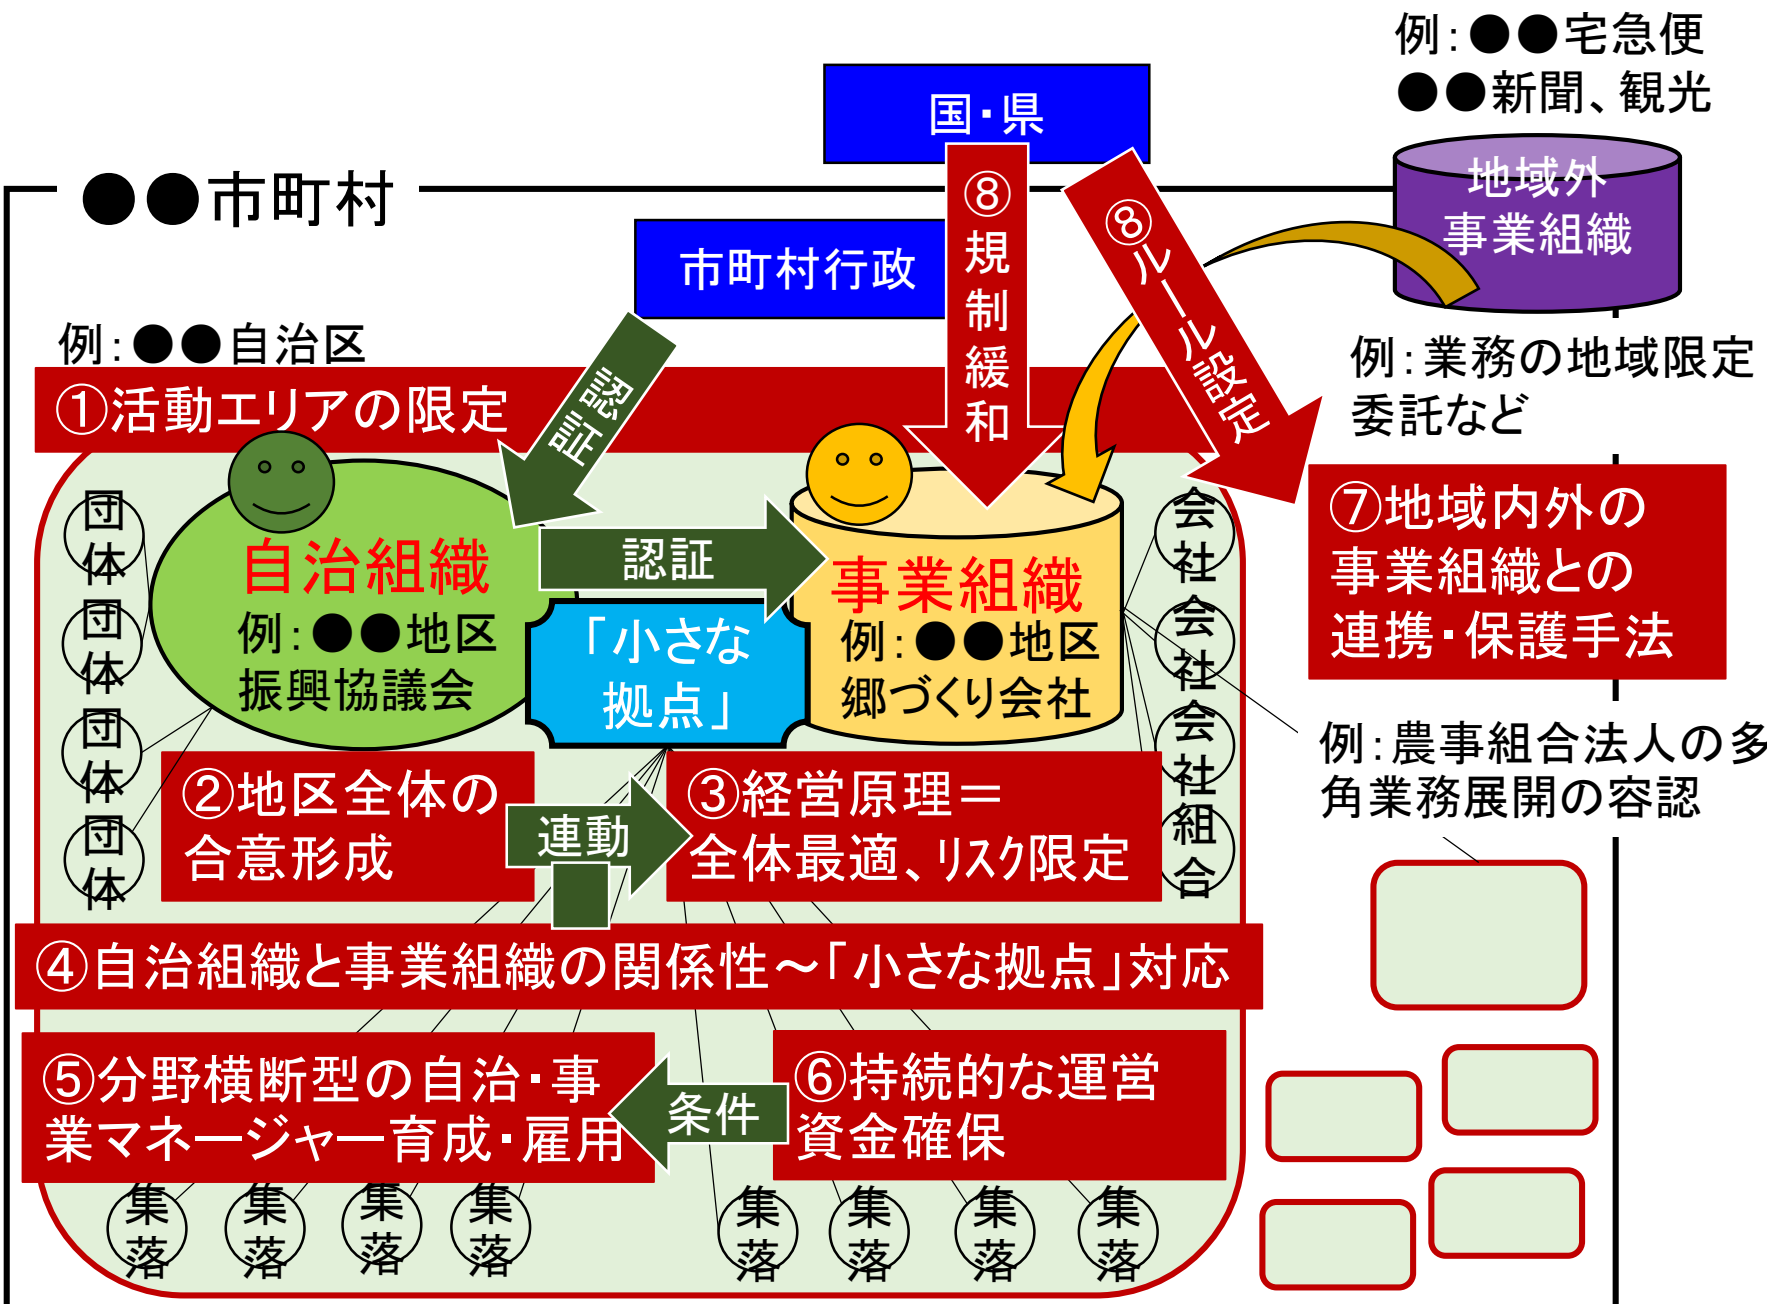 例:●●宅急便
●●新聞、観光
国・県
地域外
事業組織
●●市町村
市町村行政
⑧規制緩和
⑧ルール設定
例:●●自治区
例:業務の地域限定
委託など
①活動エリアの限定
認証
団体
団体
団体
団体
自治組織
例:●●地区
振興協議会
認証
「小さな
拠点」
事業組織
例:●●地区
郷づくり会社
会社
会社
会社
組合
⑦地域内外の
事業組織との
連携・保護手法
例:農事組合法人の多
角業務展開の容認
②地区全体の
合意形成
連動
③経営原理=
全体最適、リスク限定
④自治組織と事業組織の関係性~「小さな拠点」対応
⑤分野横断型の自治・事
業マネージャー育成・雇用
条件
⑥持続的な運営
資金確保
集落
集落
集落
集落
集落
集落
集落
集落